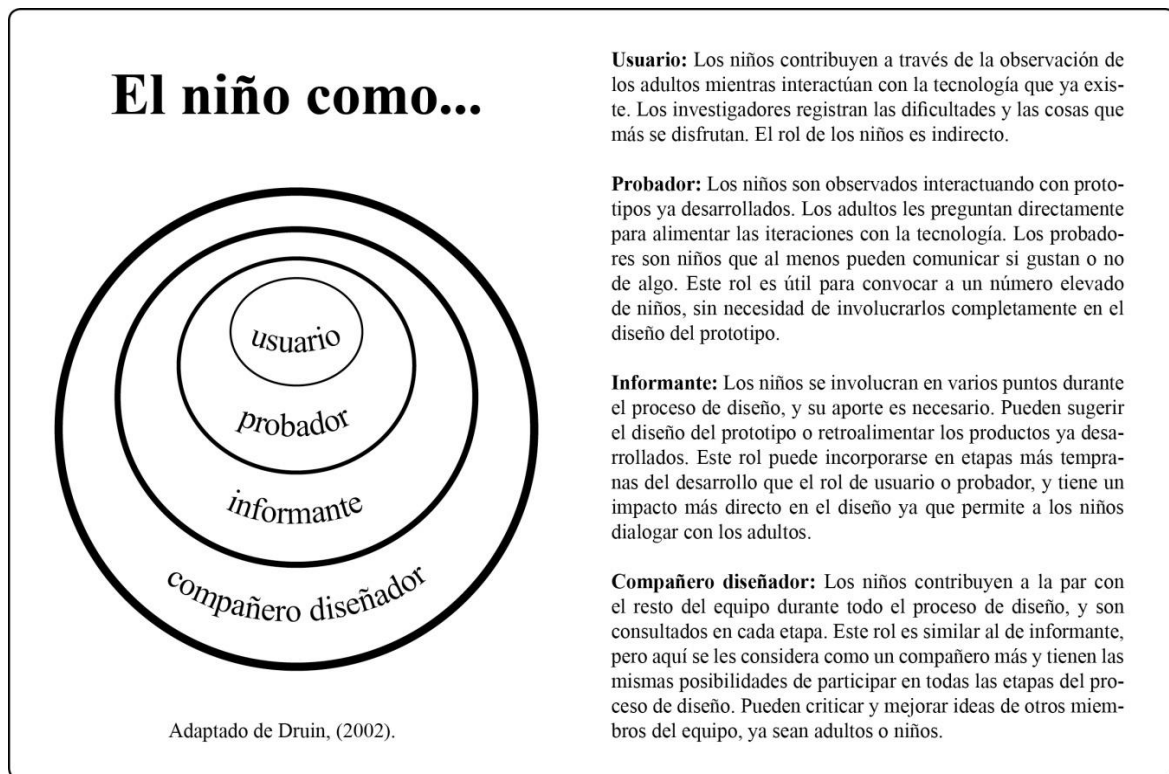 El niño como...
usuario
probador
informante
compañero diseñador
Adaptado de Druin, (2002).
Usuario: Los niños contribuyen a través de la observación de
los adultos mientras interactúan con la tecnología que ya exis-
te. Los investigadores registran las dificultades y las cosas que
más se disfrutan. El rol de los niños es indirecto.
Probador: Los niños son observados interactuando con proto-
tipos ya desarrollados. Los adultos les preguntan directamente
para alimentar las iteraciones con la tecnología. Los probado-
res son niños que al menos pueden comunicar si gustan o no
de algo. Este rol es útil para convocar a un número elevado
de niños, sin necesidad de involucrarlos completamente en el
diseño del prototipo.
Informante: Los niños se involucran en varios puntos durante
el proceso de diseño, y su aporte es necesario. Pueden sugerir
el diseño del prototipo o retroalimentar los productos ya desa-
rrollados. Este rol puede incorporarse en etapas más tempra-
nas del desarrollo que el rol de usuario o probador, y tiene un
impacto más directo en el diseño ya que permite a los niños
dialogar con los adultos.
Compañero diseñador: Los niños contribuyen a la par con
el resto del equipo durante todo el proceso de diseño, y son
consultados en cada etapa. Este rol es similar al de informante,
pero aquí se les considera como un compañero más y tienen las
mismas posibilidades de participar en todas las etapas del pro-
ceso de diseño. Pueden criticar y mejorar ideas de otros miem-
bros del equipo, ya sean adultos o niños.